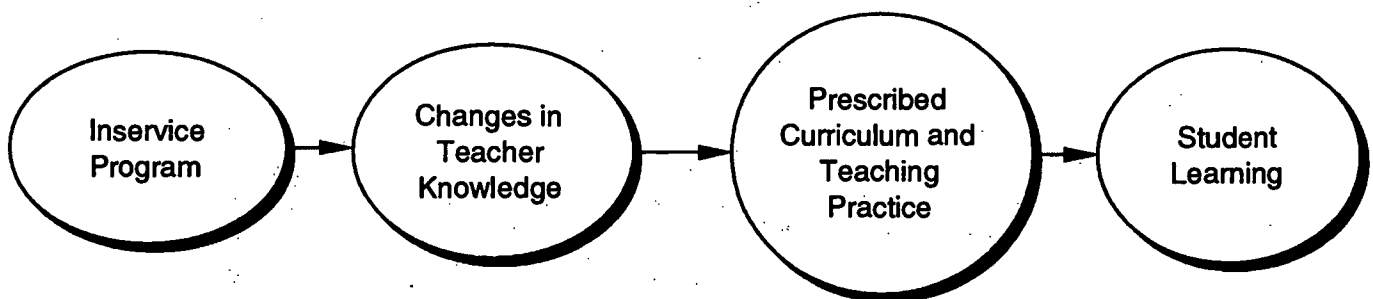 Inservice
Program
Changes in
Teacher
Knowledge
Prescribed
Curriculum and
Teaching
Practice
Student
Learning